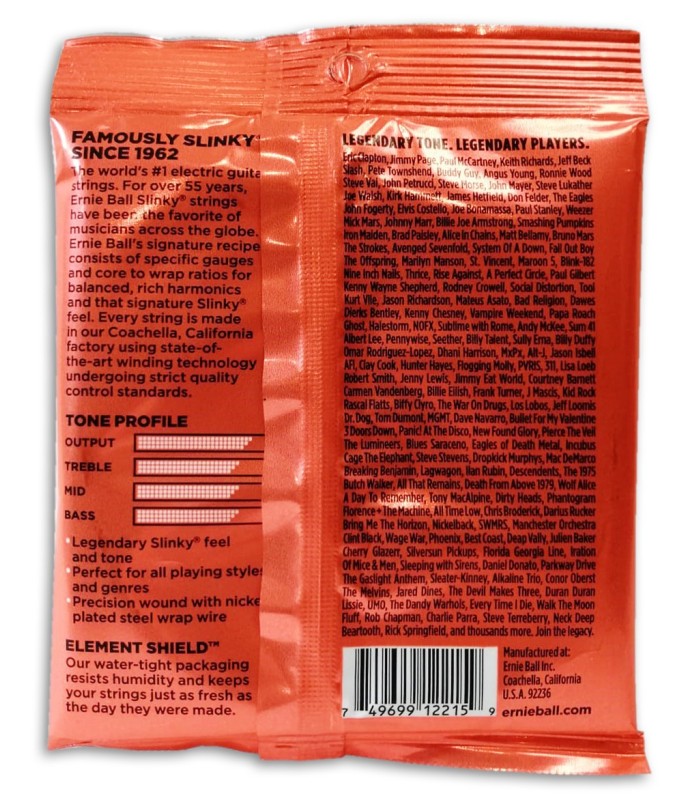 FAMOUSLY SLINKY®
SINCE 1962
The world's #1 electric guita
strings. For over 55 years,
Ernie Ball Slinky® strings
have been the favorite of
musicians across the globe.
Ernie Ball's signature recipe
consists of specific gauges
and core to wrap ratios for
balanced, rich harmonics
and that signature Slinky®
feel. Every string is made
in our Coachella, California
factory using state-of-
the-art winding technology
undergoing strict quality
control standards.
TONE PROFILE
OUTPUT
TREBLE
MID
BASS
Legendary Slinky® feel
and tone
Perfect for all playing styles
and genres
Precision wound with nicke
plated steel wrap wire
ELEMENT SHIELD™
Our water-tight packaging
resists humidity and keeps
your strings just as fresh as
the day they were made.
LEGENDARY TONE. LEGENDARY PLAYERS.
Eric Clapton, Jimmy Page, Paul McCartney, Keith Richards, Jeff Beck
Slash, Pete Townshend, Buddy Guy, Angus Young, Ronnie Wood
Steve Vai, John Petrucci, Steve Morse, John Mayer, Steve Lukather
Joe Walsh, Kirk Hammett, James Hetfield, Don Felder, The Eagles
John Fogerty, Elvis Costello, Joe Bonamassa, Paul Stanley, Weezer
Mick Mars, Johnny Marr, Billie Joe Armstrong, Smashing Pumpkins
Iron Maiden, Brad Paisley, Alice In Chains, Matt Bellamy, Bruno Mars
The Strokes, Avenged Sevenfold, System Of A Down, Fall Out Boy
The Offspring, Marilyn Manson, St. Vincent, Maroon 5, Blink-182
Nine Inch Nails, Thrice, Rise Against, A Perfect Circle, Paul Gilbert
Kenny Wayne Shepherd, Rodney Crowell, Social Distortion, Tool
Kurt Vile, Jason Richardson, Mateus Asato, Bad Religion, Dawes
Dierks Bentley, Kenny Chesney, Vampire Weekend, Papa Roach
Ghost, Halestorm, NOFX, Sublime with Rome, Andy McKee, Sum 41
Albert Lee, Pennywise, Seether, Billy Talent, Sully Erna, Billy Duffy
Omar Rodriguez-Lopez, Dhani Harrison, MxPx, Alt-J, Jason Isbell
AFI, Clay Cook, Hunter Hayes, Flogging Molly, PVRIS, 311, Lisa Loeb
Robert Smith, Jenny Lewis, Jimmy Eat World, Courtney Barnett
Carmen Vandenberg, Billie Eilish, Frank Turner, J Mascis, Kid Rock
Rascal Flatts, Biffy Clyro, The War On Drugs, Los Lobos, Jeff Loomis
Dr. Dog, Tom Dumont, MGMT, Dave Navarro, Bullet For My Valentine
3 Doors Down, Panic! At The Disco, New Found Glory, Pierce The Veil
The Lumineers, Blues Saraceno, Eagles of Death Metal, Incubus
Cage The Elephant, Steve Stevens, Dropkick Murphys, Mac DeMarco
Breaking Benjamin, Lagwagon, Ilan Rubin, Descendents, The 1975
Butch Walker, All That Remains, Death From Above 1979, Wolf Alice
A Day To Remember, Tony MacAlpine, Dirty Heads, Phantogram
Florence+The Machine, All Time Low, Chris Broderick, Darius Rucker
Bring Me The Horizon, Nickelback, SWMRS, Manchester Orchestra
Clint Black, Wage War, Phoenix, Best Coast, Deap Vally, Julien Baker
Cherry Glazerr, Silversun Pickups, Florida Georgia Line, Iration
Of Mice & Men, Sleeping with Sirens, Daniel Donato, Parkway Drive
The Gaslight Anthem, Sleater-Kinney, Alkaline Trio, Conor Oberst
The Melvins, Jared Dines, The Devil Makes Three, Duran Duran
Lissie, UMO, The Dandy Warhols, Every Time I Die, Walk The Moon
Fluff, Rob Chapman, Charlie Parra, Steve Terreberry, Neck Deep
Beartooth, Rick Springfield, and thousands more. Join the legacy.
7 49699 12215 9
Manufactured at:
Ernie Ball Inc.
Coachella, California
U.S.A. 92236
ernieball.com